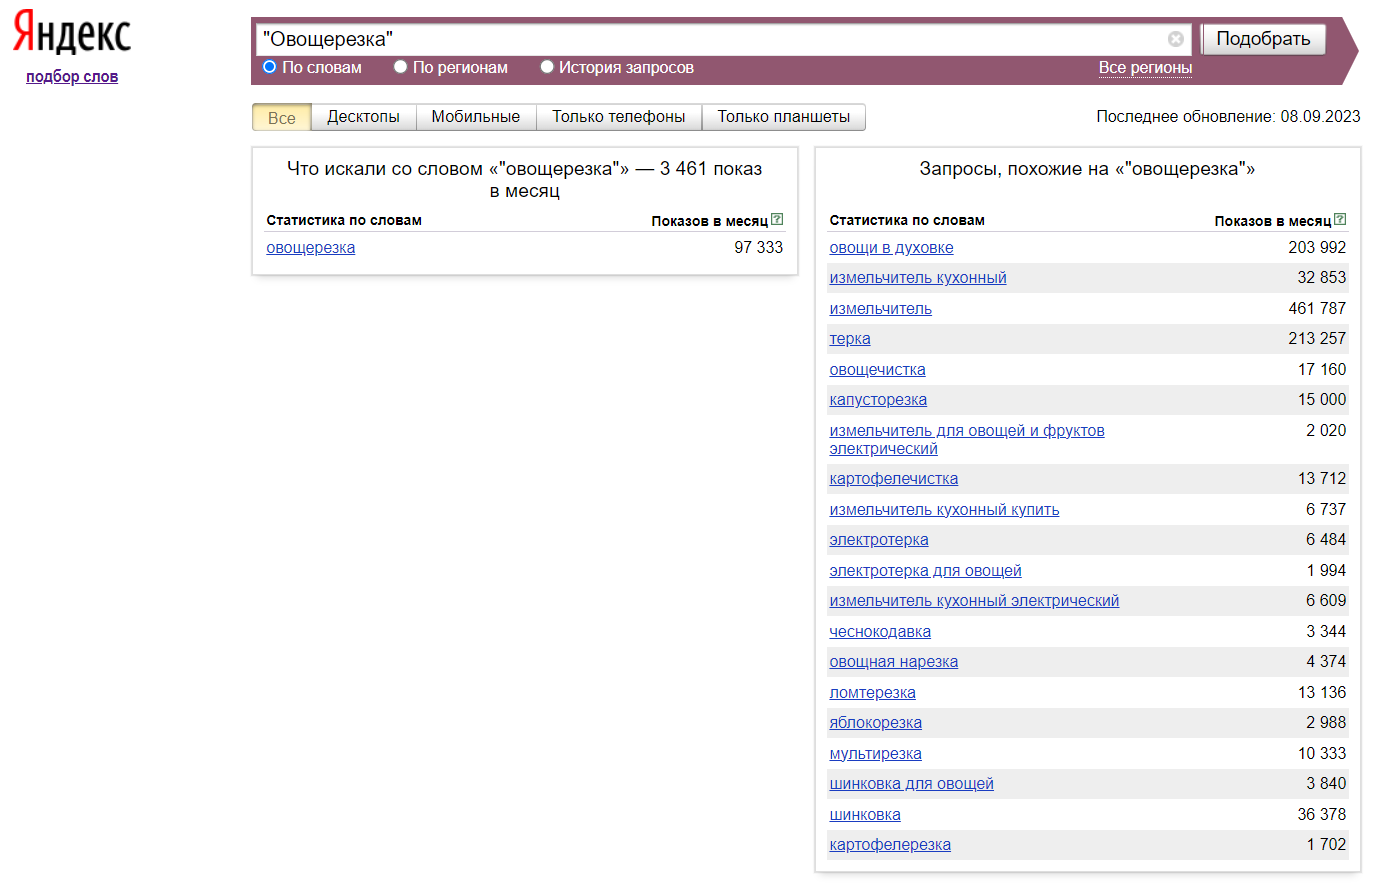 Яндекс
подбор слов
"Овощерезка"
Подобрать
По словам По регионам История запросов Все регионы
Все Десктопы Мобильные Только телефоны Только планшеты
Последнее обновление: 08.09.2023
Что искали со словом «"овощерезка"» — 3 461 показ
в месяц
Статистика по словам Показов в месяц ?
овощерезка 97 333
Запросы, похожие на «"овощерезка"»
Статистика по словам Показов в месяц ?
овощи в духовке 203 992
измельчитель кухонный 32 853
измельчитель 461 787
терка 213 257
овощечистка 17 160
капусторезка 15 000
измельчитель для овощей и фруктов 2 020
электрический
картофелечистка 13 712
измельчитель кухонный купить 6 737
электротерка 6 484
электротерка для овощей 1 994
измельчитель кухонный электрический 6 609
чеснокодавка 3 344
овощная нарезка 4 374
ломтерезка 13 136
яблокорезка 2 988
мультирезка 10 333
шинковка для овощей 3 840
шинковка 36 378
картофелерезка 1 702